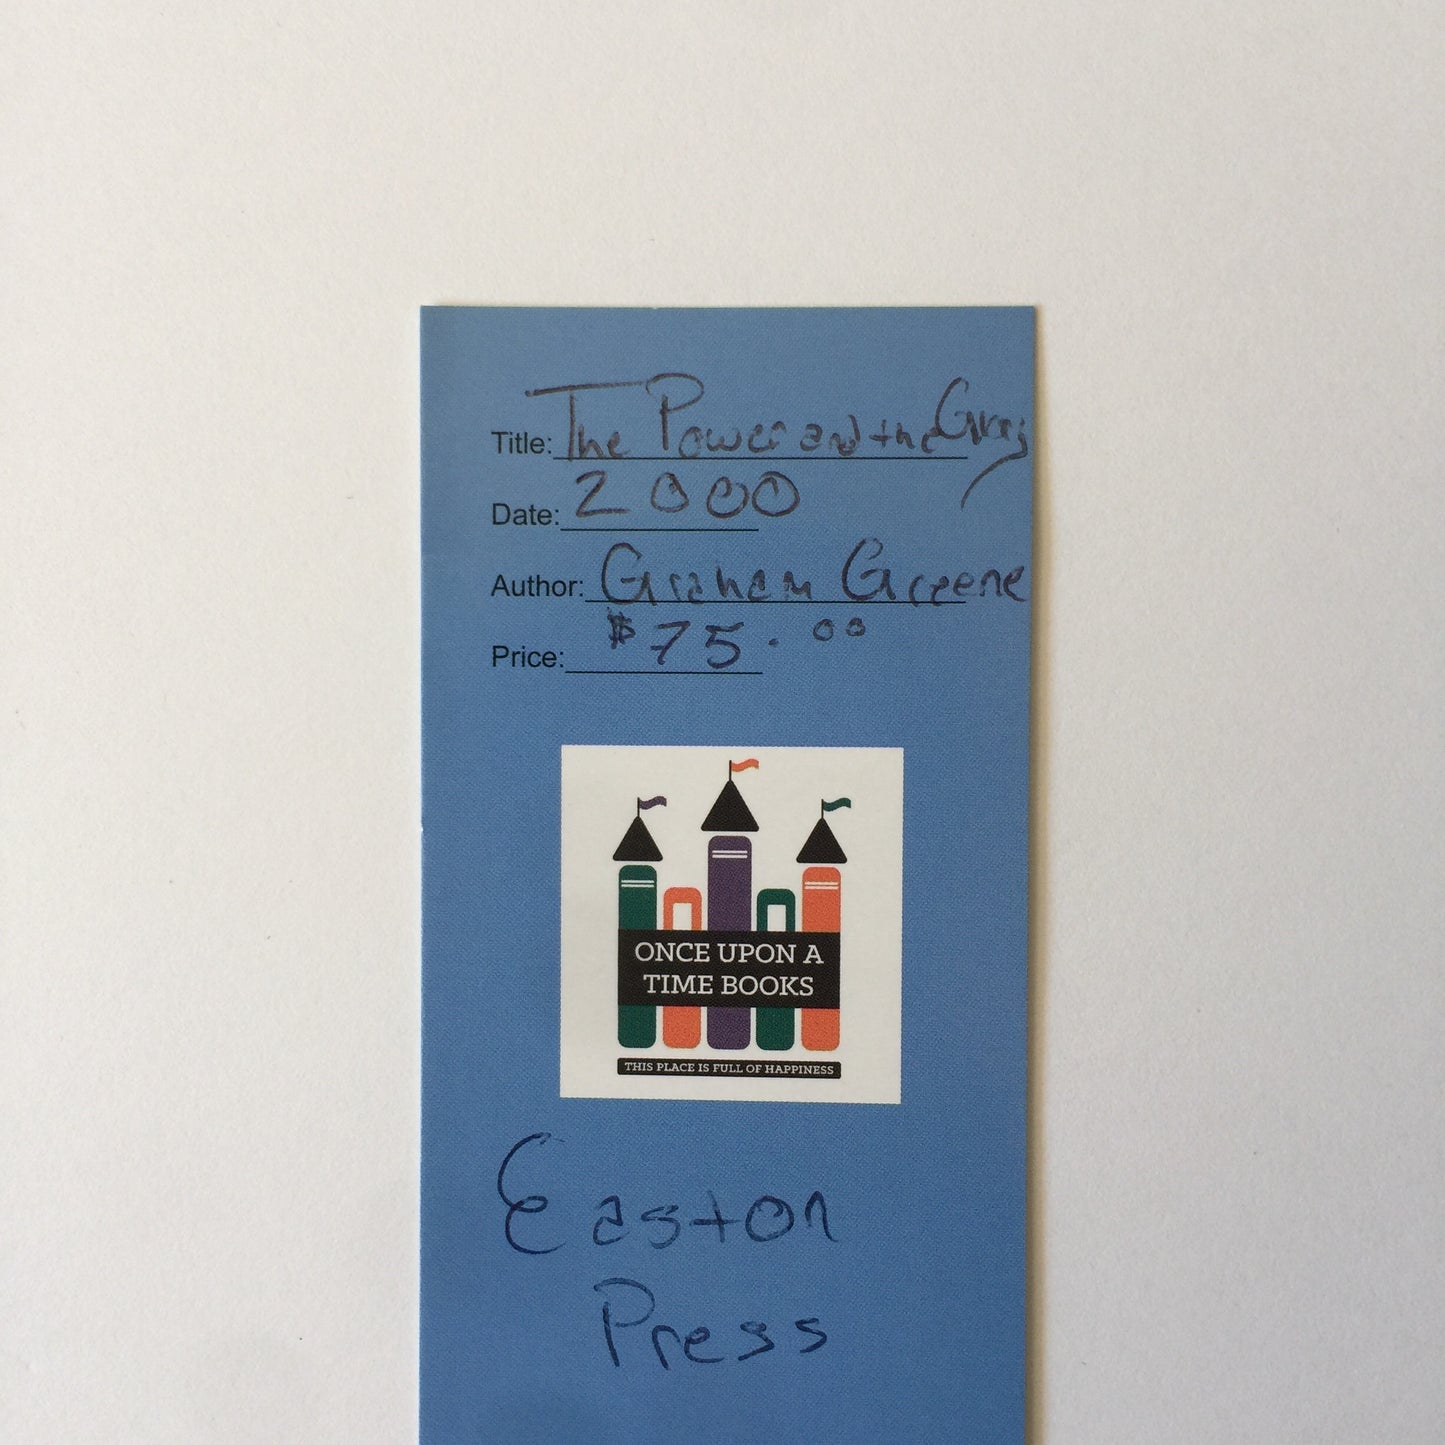 Title: The Power and the Glory
Date: 2000
Author: Graham Greene
Price: $75.00
ONCE UPON A
TIME BOOKS
THIS PLACE IS FULL OF HAPPINESS
Easton
Press